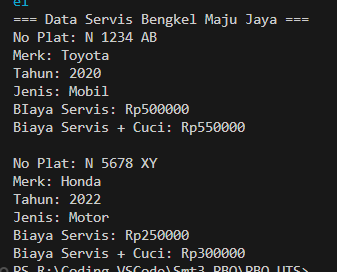 el
=== Data Servis Bengkel Maju Jaya ===
No Plat: N 1234 AB
Merk: Toyota
Tahun: 2020
Jenis: Mobil
BIaya Servis: Rp500000
Biaya Servis + Cuci: Rp550000
No Plat: N 5678 XY
Merk: Honda
Tahun: 2022
Jenis: Motor
Biaya Servis: Rp250000
Biaya Servis + Cuci: Rp300000
PS R:\Coding VSCode\Smt3 PBO\PBO UTS>